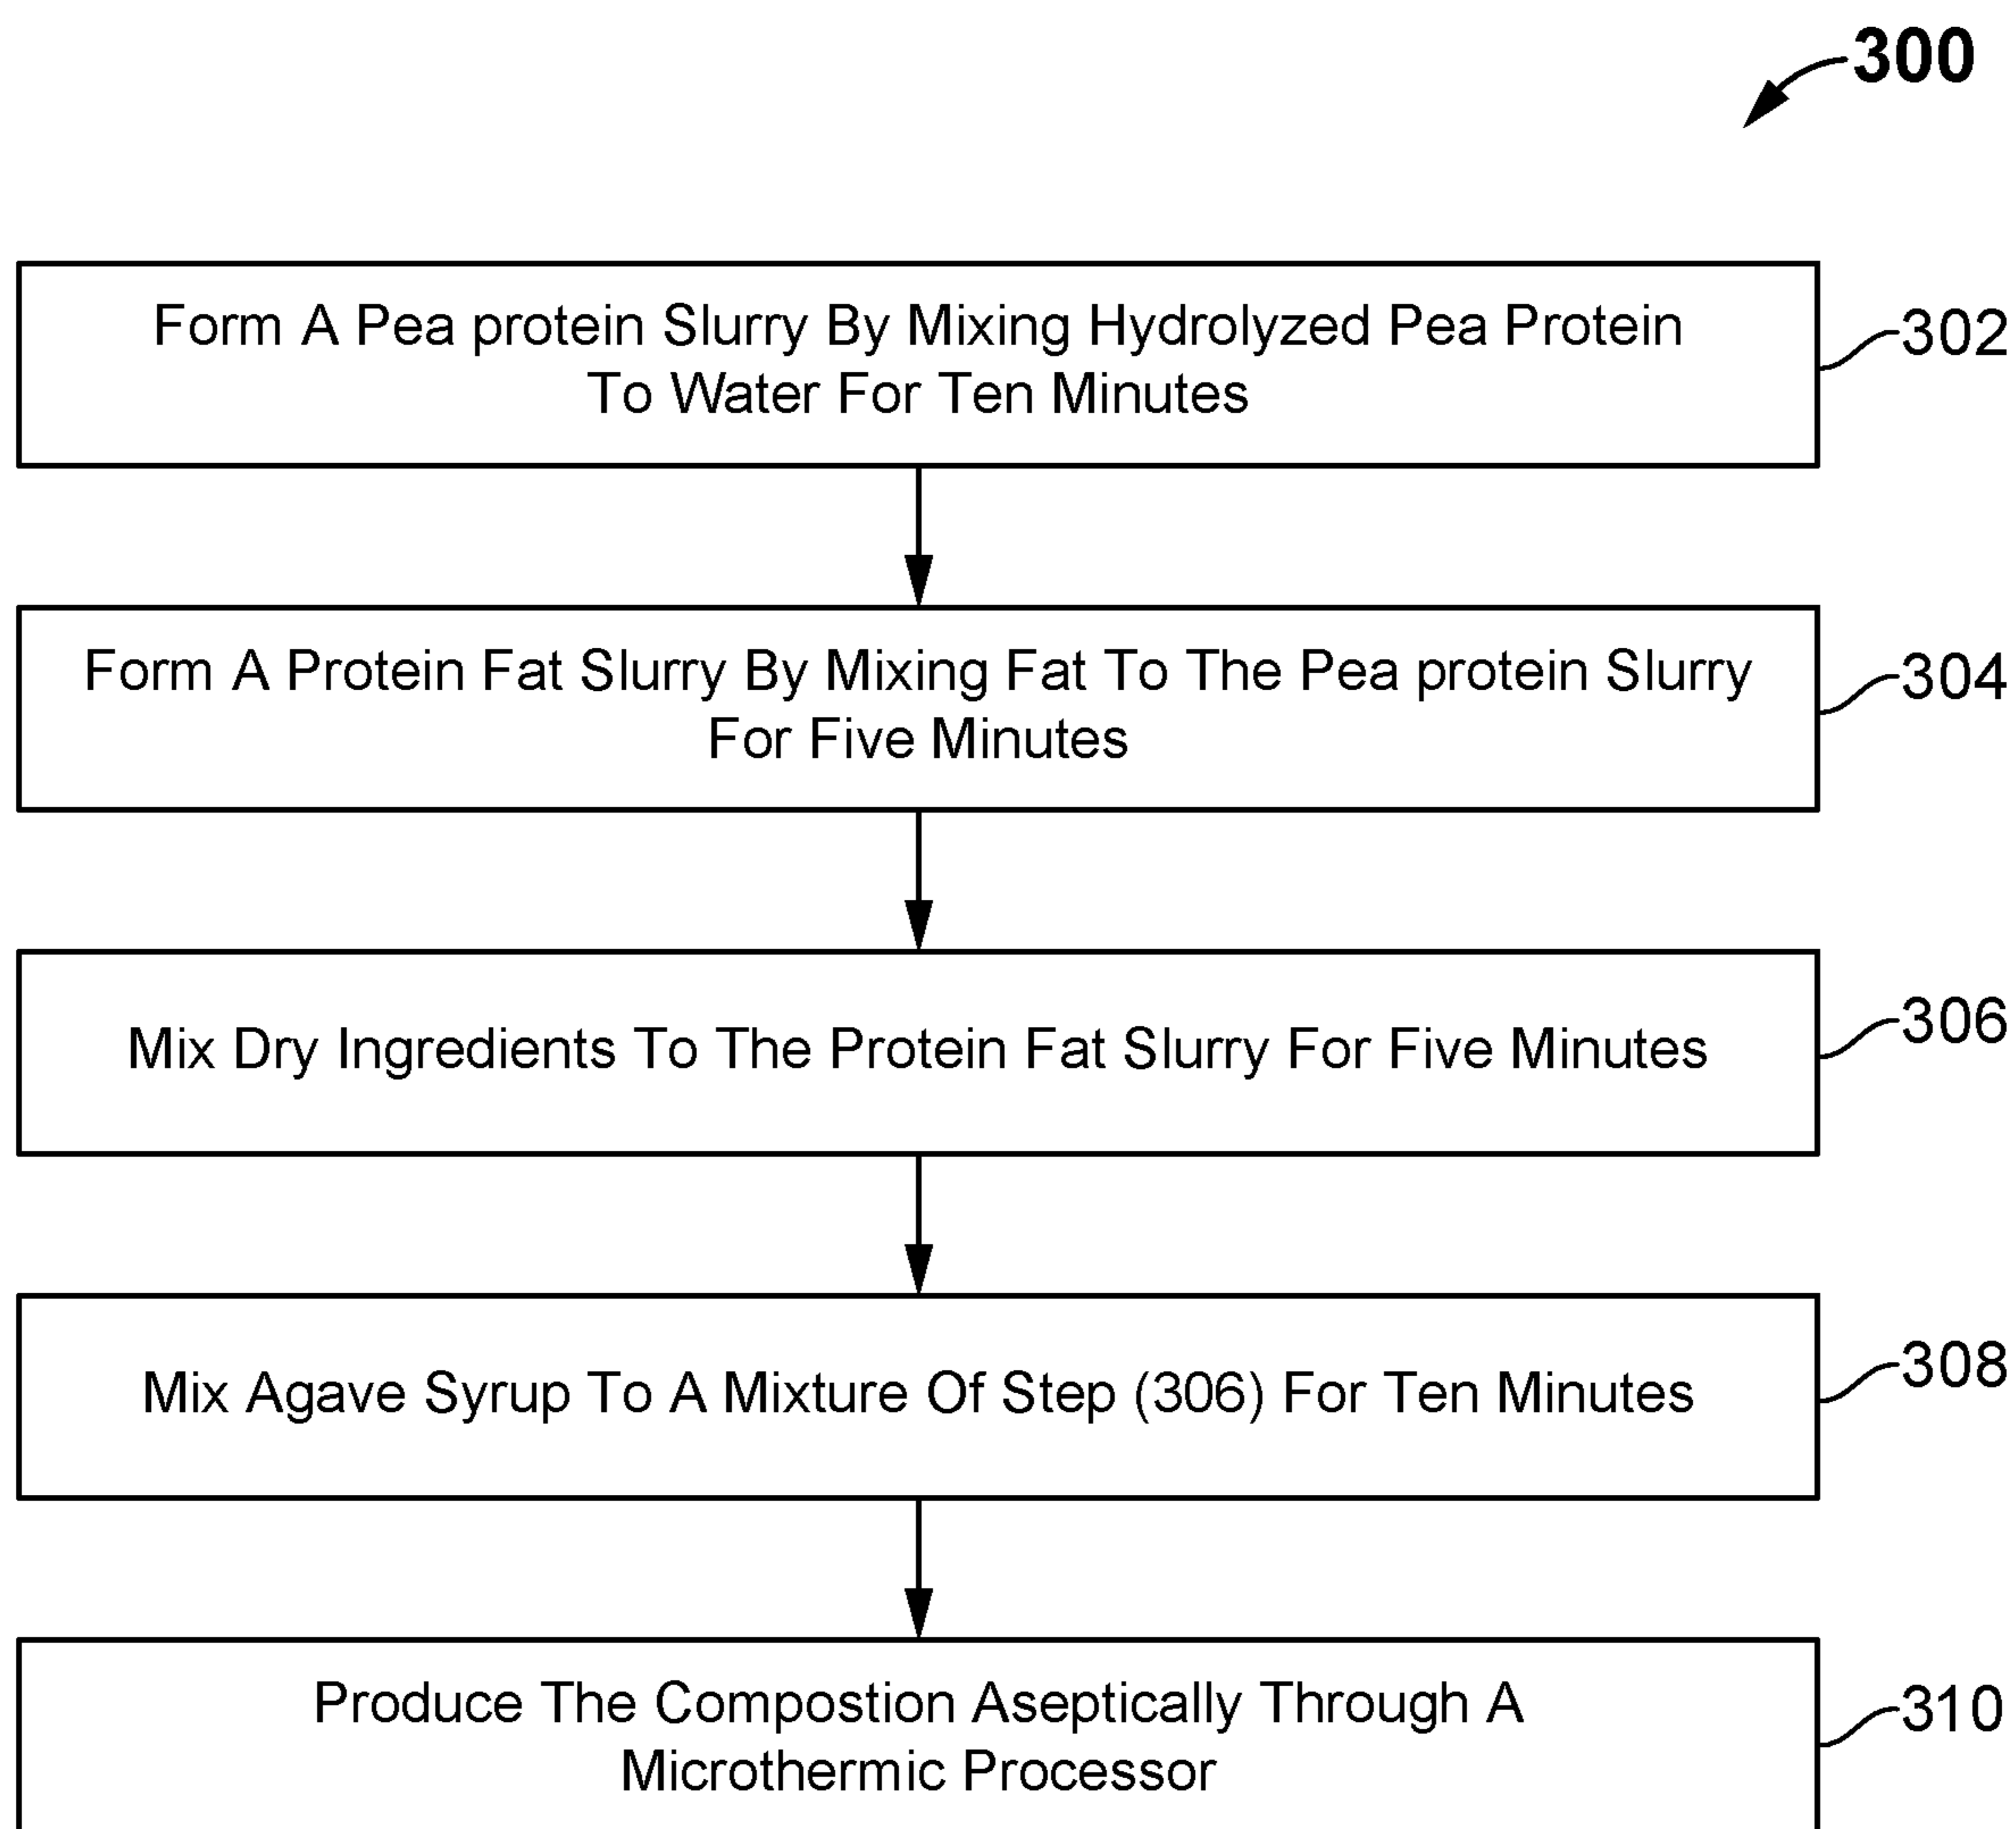 300
Form A Pea protein Slurry By Mixing Hydrolyzed Pea Protein
To Water For Ten Minutes
302
Form A Protein Fat Slurry By Mixing Fat To The Pea protein Slurry
For Five Minutes
304
Mix Dry Ingredients To The Protein Fat Slurry For Five Minutes
306
Mix Agave Syrup To A Mixture Of Step (306) For Ten Minutes
308
Produce The Compostion Aseptically Through A
Microthermic Processor
310